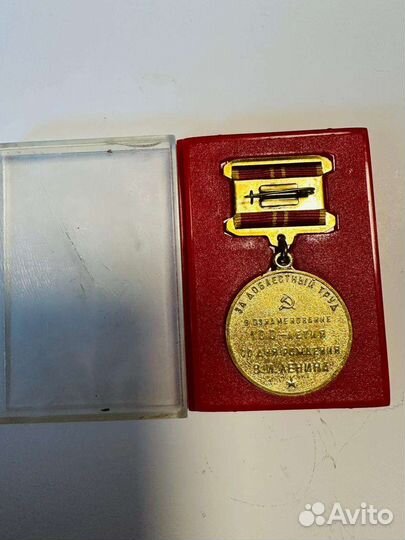 ЗА ДОБЛЕСТНЫЙ ТРУД
В ОЗНАМЕНОВАНИЕ
100-ЛЕТИЯ
СО ДНЯ РОЖДЕНИЯ
В.И.ЛЕНИНА
Avito